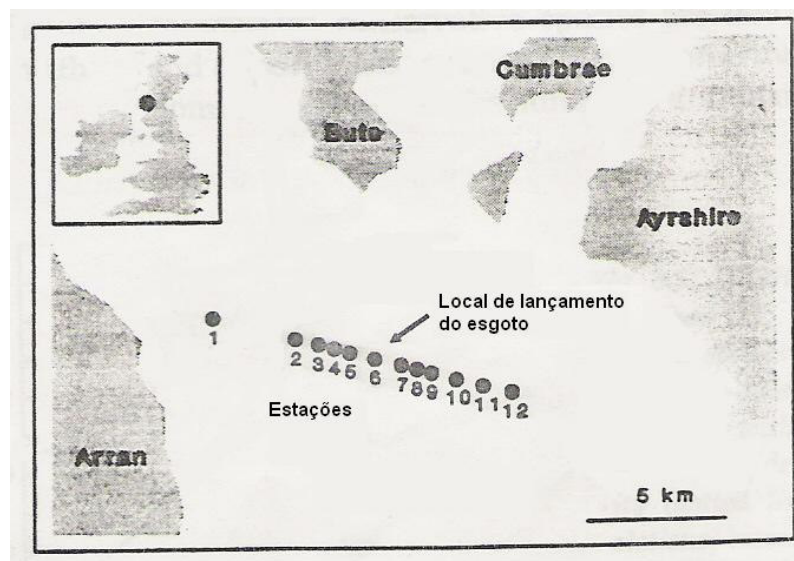 Cumbrae
Bute
Ayrshire
Local de lançamento
do esgoto
1
2 3 4 5 6 7 8 9 10 11 12
Estações
Arran
5 km